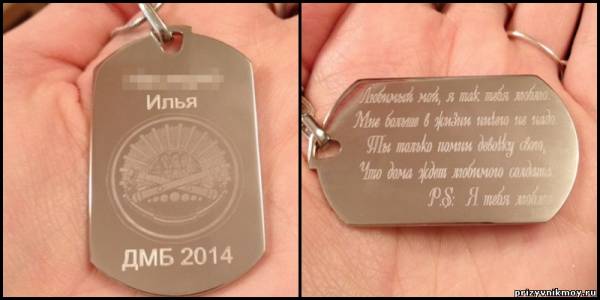 Илья
ДМБ 2014
Любимый мой, я так тебя люблю.
Мне больше в жизни ничего не надо.
Ты только помни девочку свою,
Что дома ждет любимого солдата.
P.S: Я тебя люблю
prizyvnikmoy.ru